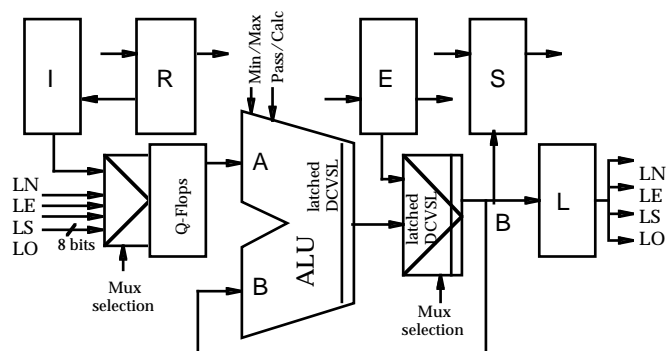 I
R
Min/Max
Pass/Calc
E
S
A
latched
DCVSL
LN
LE
LS
LO
8 bits
Q-Flops
ALU
B
latched
DCVSL
B
L
LN
LE
LS
LO
Mux
selection
Mux
selection